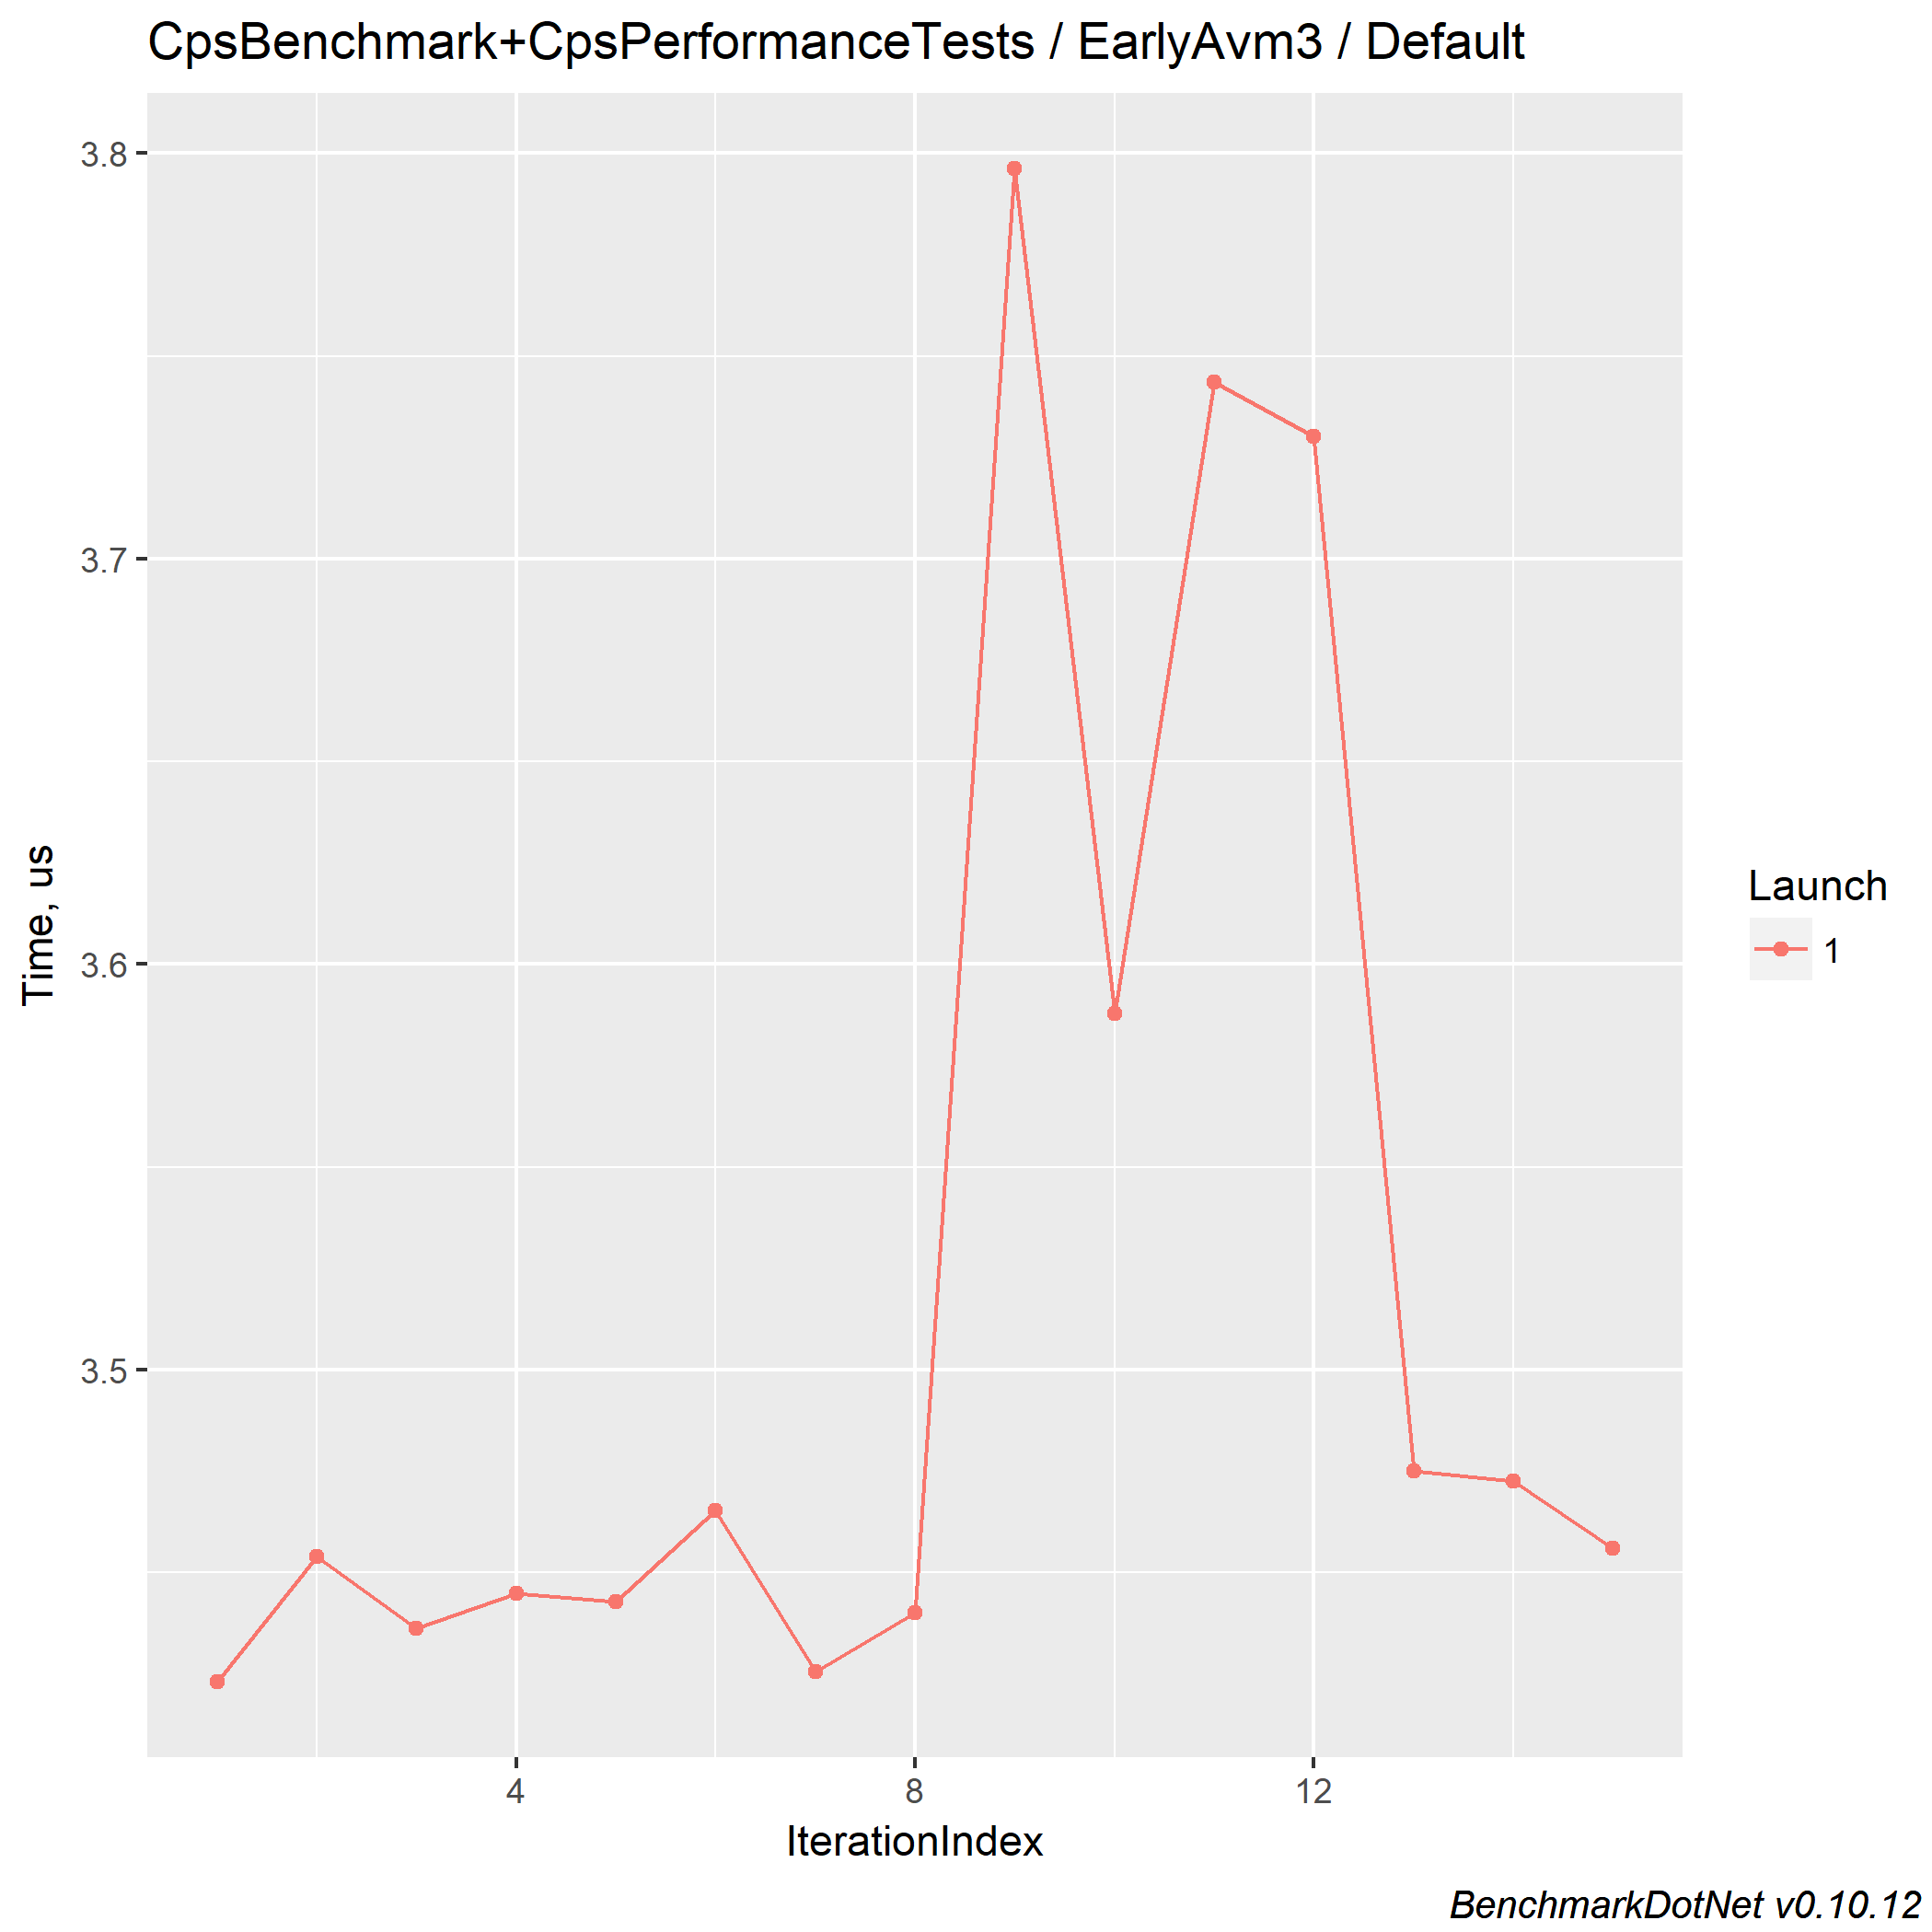 CpsBenchmark+CpsPerformanceTests / EarlyAvm3 / Default
3.8
3.7
3.6
3.5
Time, us
4
8
12
IterationIndex
Launch
1
BenchmarkDotNet v0.10.12